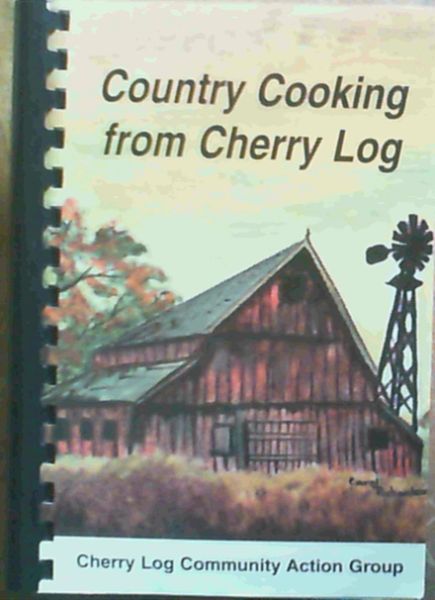 Country Cooking
from Cherry Log
Cherry Log Community Action Group